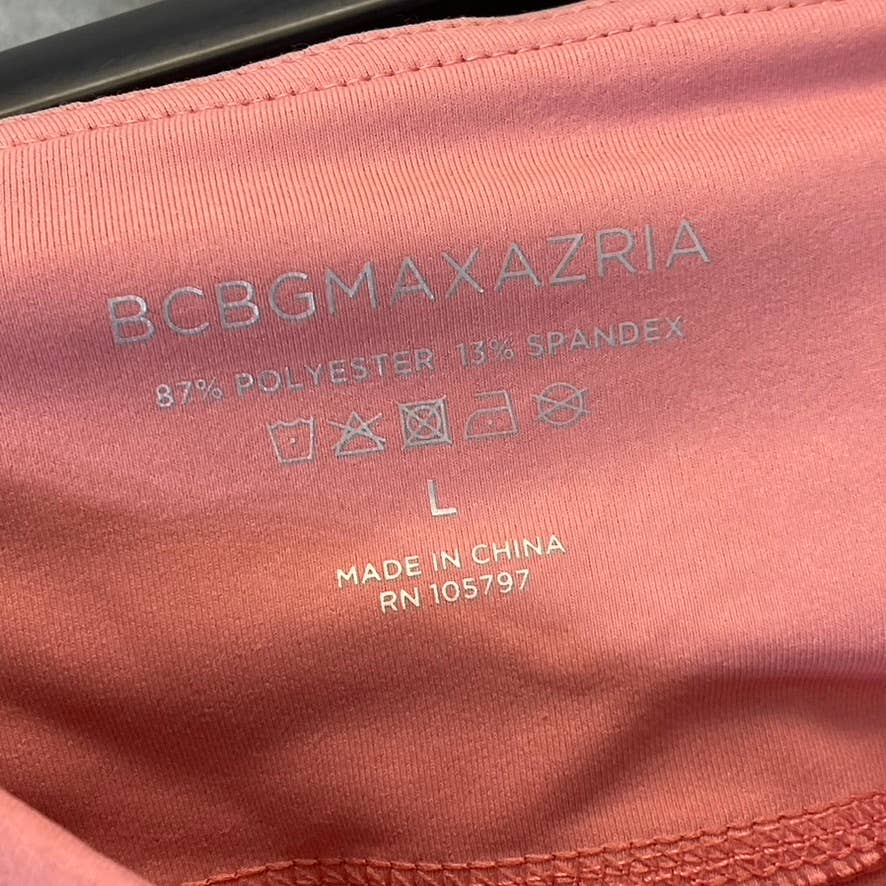 BCBGMAXAZRIA
87% POLYESTER 13% SPANDEX
L
MADE IN CHINA
RN 105797